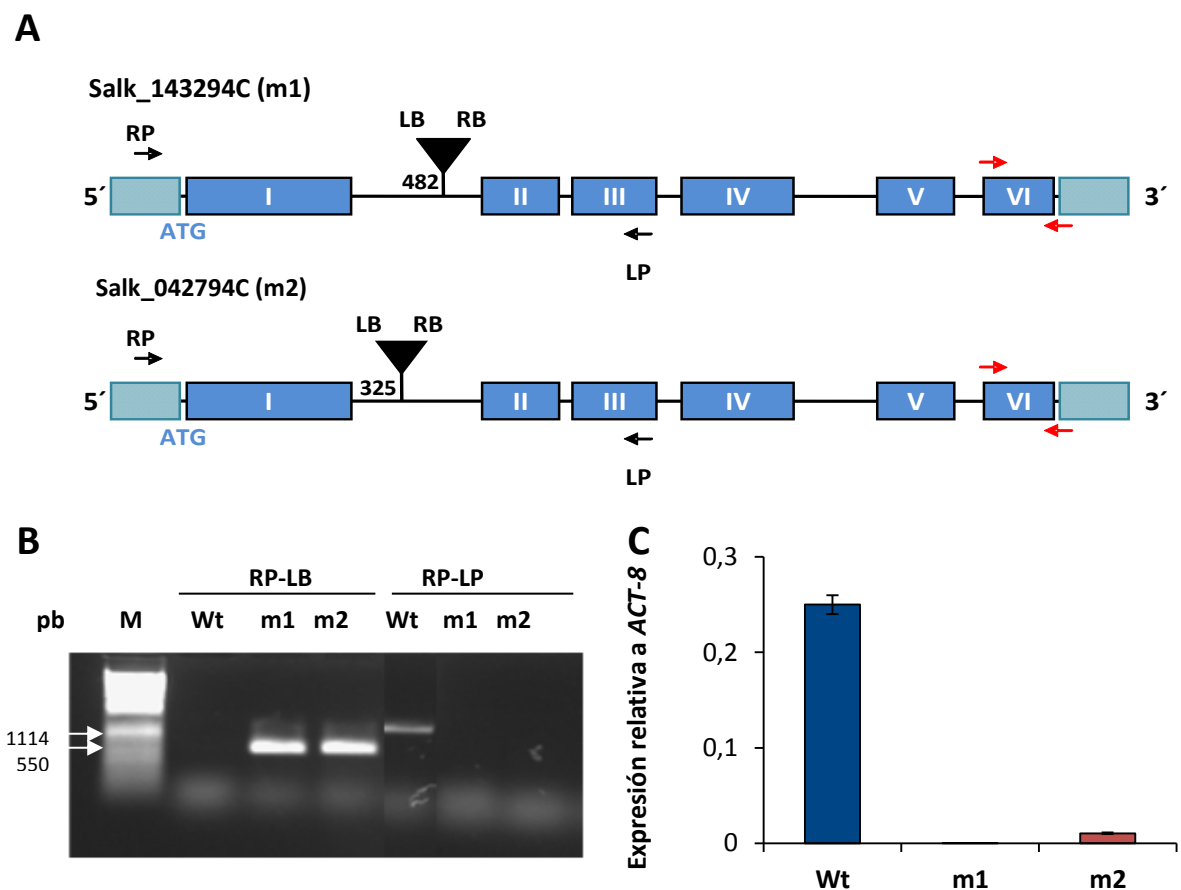 A
Salk_143294C (m1)
RP
LB RB
482
5´ I II III IV V VI 3´
ATG
LP
Salk_042794C (m2)
RP
LB RB
325
5´ I II III IV V VI 3´
ATG
LP
B
RP-LB RP-LP
pb M Wt m1 m2 Wt m1 m2
1114
550
C
Expresión relativa a ACT-8
0,3
0,2
0,1
0
Wt m1 m2